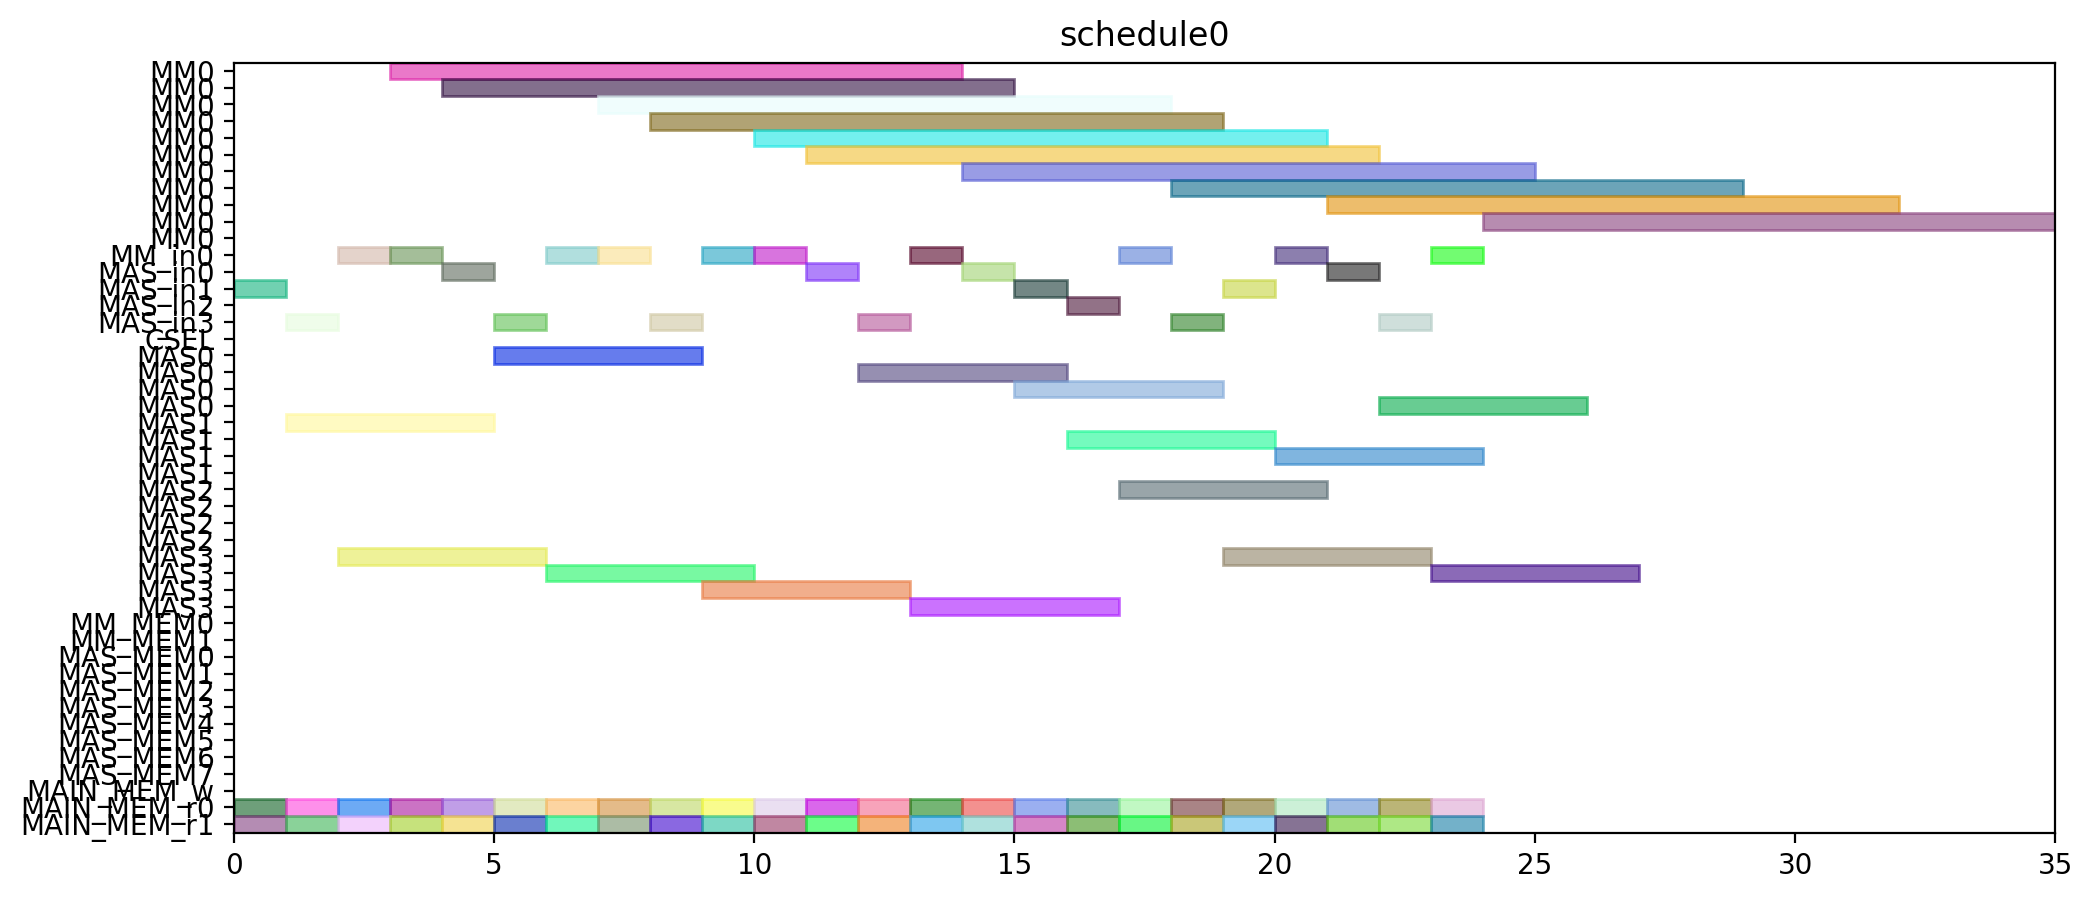 schedule0
MM0
MM0
MM0
MM0
MM0
MM0
MM0
MM0
MM0
MM0
MM0
MM_in0
MAS_in0
MAS_in1
MAS_in2
MAS_in3
CSEL
MAS0
MAS0
MAS0
MAS0
MAS1
MAS1
MAS1
MAS1
MAS2
MAS2
MAS2
MAS2
MAS3
MAS3
MAS3
MAS3
MM_MEM0
MM_MEM1
MAS_MEM0
MAS_MEM1
MAS_MEM2
MAS_MEM3
MAS_MEM4
MAS_MEM5
MAS_MEM6
MAS_MEM7
MAIN_MEM_w
MAIN_MEM_r0
MAIN_MEM_r1
0 5 10 15 20 25 30 35